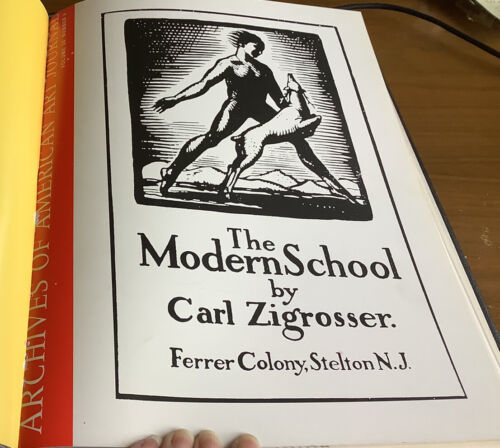 ARCHIVES OF AMERICAN ART JOURNAL
The
Modern School
by
Carl Zigrosser.
Ferrer Colony, Stelton N.J.